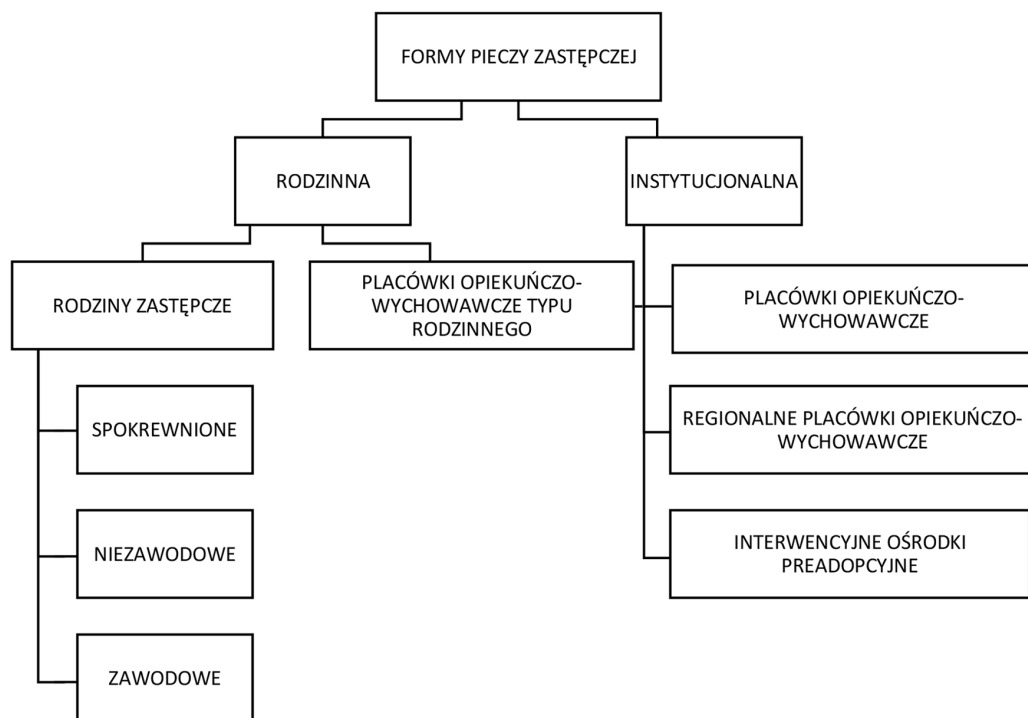 FORMY PIECZY ZASTĘPCZEJ
RODZINNA
INSTYTUCJONALNA
RODZINY ZASTĘPCZE
PLACÓWKI OPIEKUŃCZO-
WYCHOWAWCZE TYPU
RODZINNEGO
PLACÓWKI OPIEKUŃCZO-
WYCHOWAWCZE
SPOKREWNIONE
REGIONALNE PLACÓWKI OPIEKUŃCZO-
WYCHOWAWCZE
NIEZAWODOWE
INTERWENCYJNE OŚRODKI
PREADOPCYJNE
ZAWODOWE